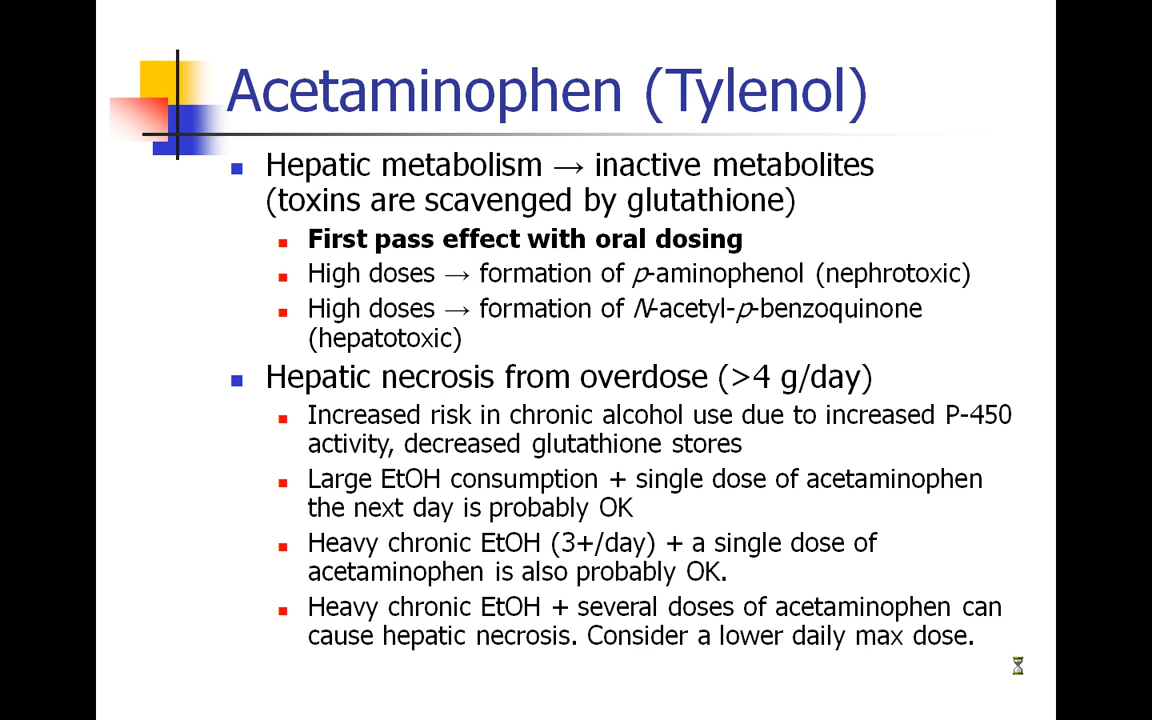 Acetaminophen (Tylenol)
Hepatic metabolism → inactive metabolites
(toxins are scavenged by glutathione)
First pass effect with oral dosing
High doses → formation of p-aminophenol (nephrotoxic)
High doses → formation of N-acetyl-p-benzoquinone
(hepatotoxic)
Hepatic necrosis from overdose (>4 g/day)
Increased risk in chronic alcohol use due to increased P-450
activity, decreased glutathione stores
Large EtOH consumption + single dose of acetaminophen
the next day is probably OK
Heavy chronic EtOH (3+/day) + a single dose of
acetaminophen is also probably OK.
Heavy chronic EtOH + several doses of acetaminophen can
cause hepatic necrosis. Consider a lower daily max dose.